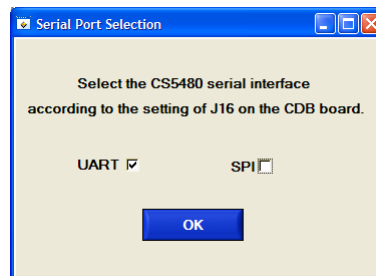 Serial Port Selection
Select the CS5480 serial interface
according to the setting of J16 on the CDB board.
UART SPI
OK